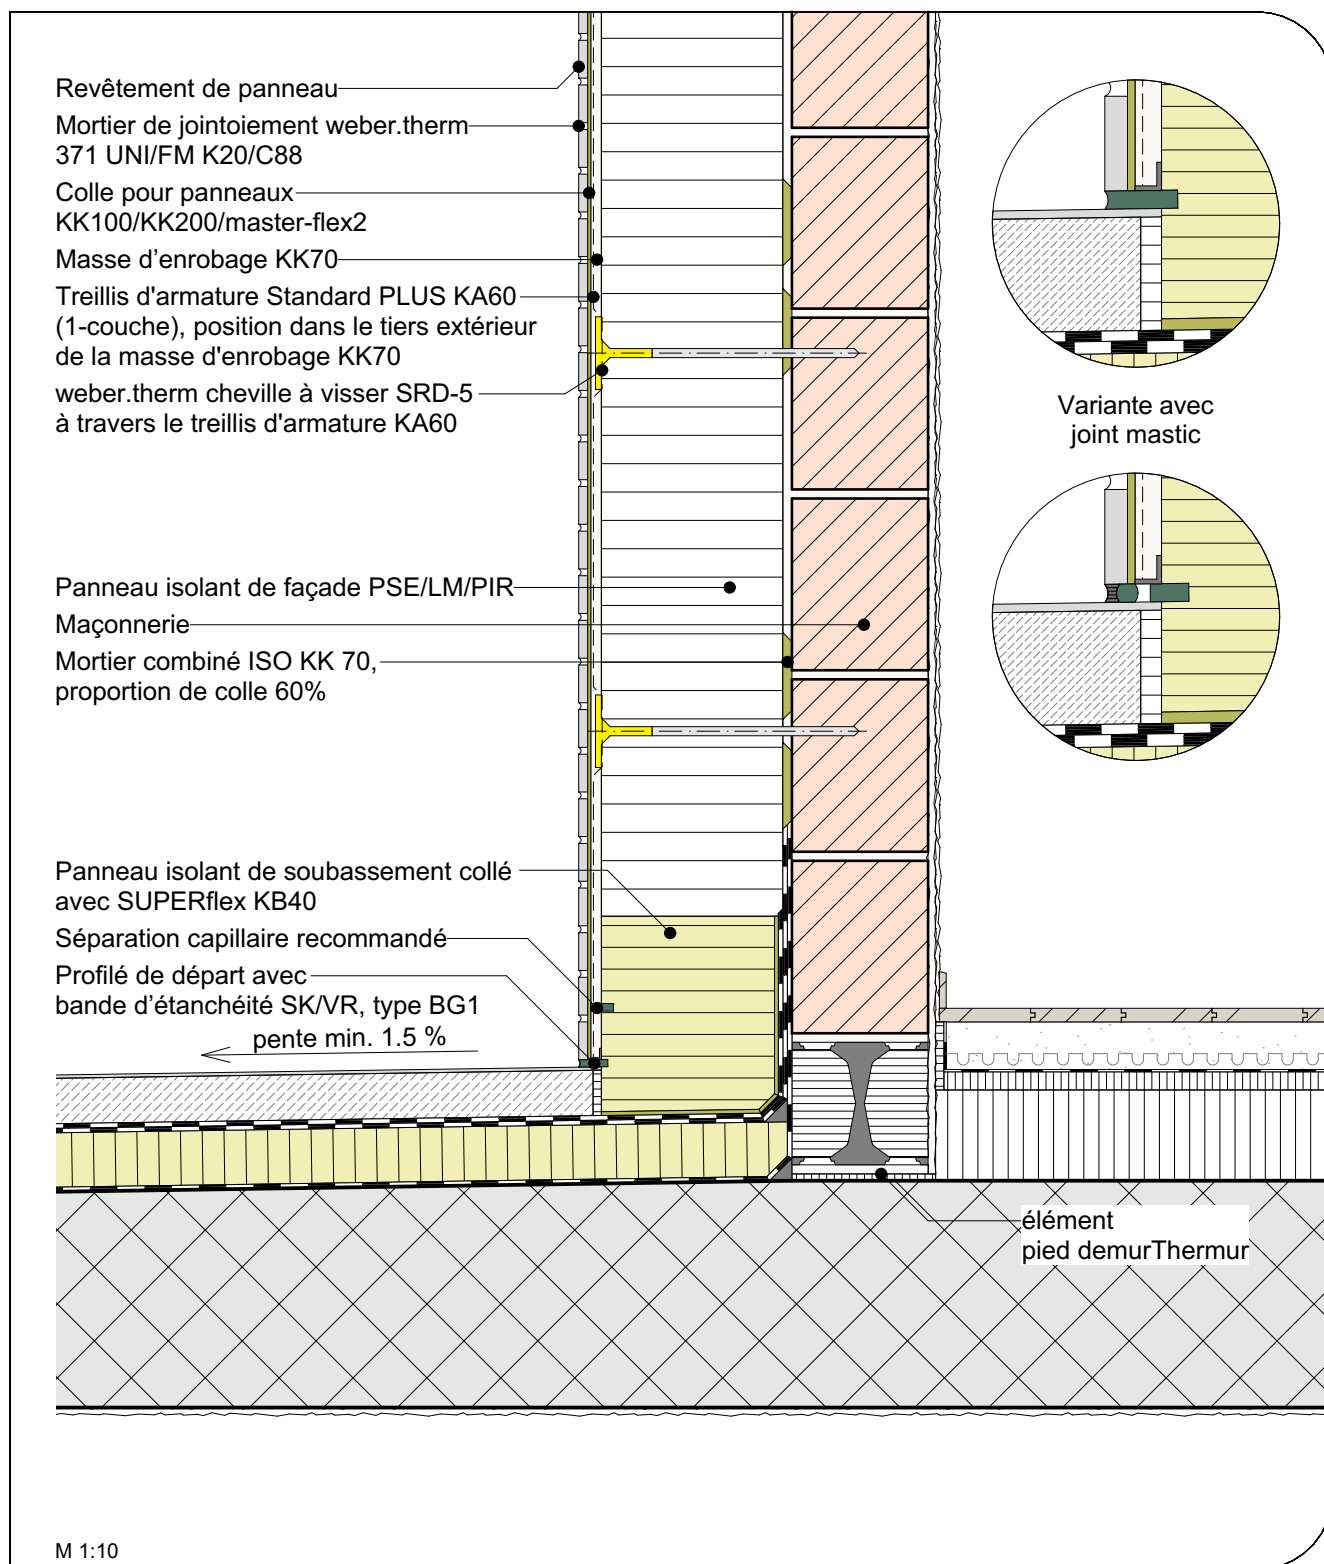 Revêtement de panneau
Mortier de jointoiement weber.therm
371 UNI/FM K20/C88
Colle pour panneaux
KK100/KK200/master-flex2
Masse d’enrobage KK70
Treillis d'armature Standard PLUS KA60
(1-couche), position dans le tiers extérieur
de la masse d'enrobage KK70
weber.therm cheville à visser SRD-5
à travers le treillis d'armature KA60
Variante avec
joint mastic
Panneau isolant de façade PSE/LM/PIR
Maçonnerie
Mortier combiné ISO KK 70,
proportion de colle 60%
Panneau isolant de soubassement collé
avec SUPERflex KB40
Séparation capillaire recommandé
Profilé de départ avec
bande d’étanchéité SK/VR, type BG1
pente min. 1.5 %
élément
pied demurThermur
M 1:10